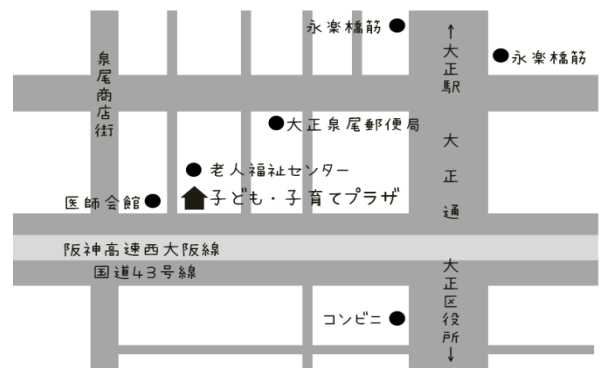 永楽橋筋
↑大正駅
永楽橋筋
泉尾商店街
大正泉尾郵便局
大正通
老人福祉センター
子ども・子育てプラザ
医師会館
阪神高速西大阪線
国道43号線
大正区役所↓
コンビニ